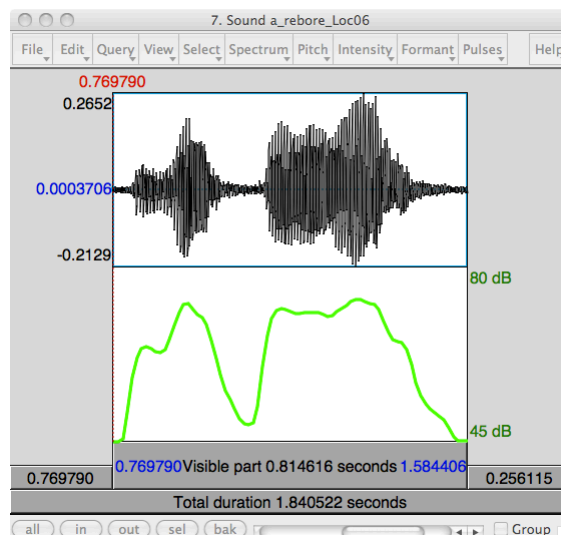 7. Sound a_rebore_Loc06
File Edit Query View Select Spectrum Pitch Intensity Formant Pulses Help
0.769790
0.2652
0.0003706
-0.2129
80 dB
45 dB
0.769790 Visible part 0.814616 seconds 1.584406
0.769790 0.256115
Total duration 1.840522 seconds
all in out sel bak Group